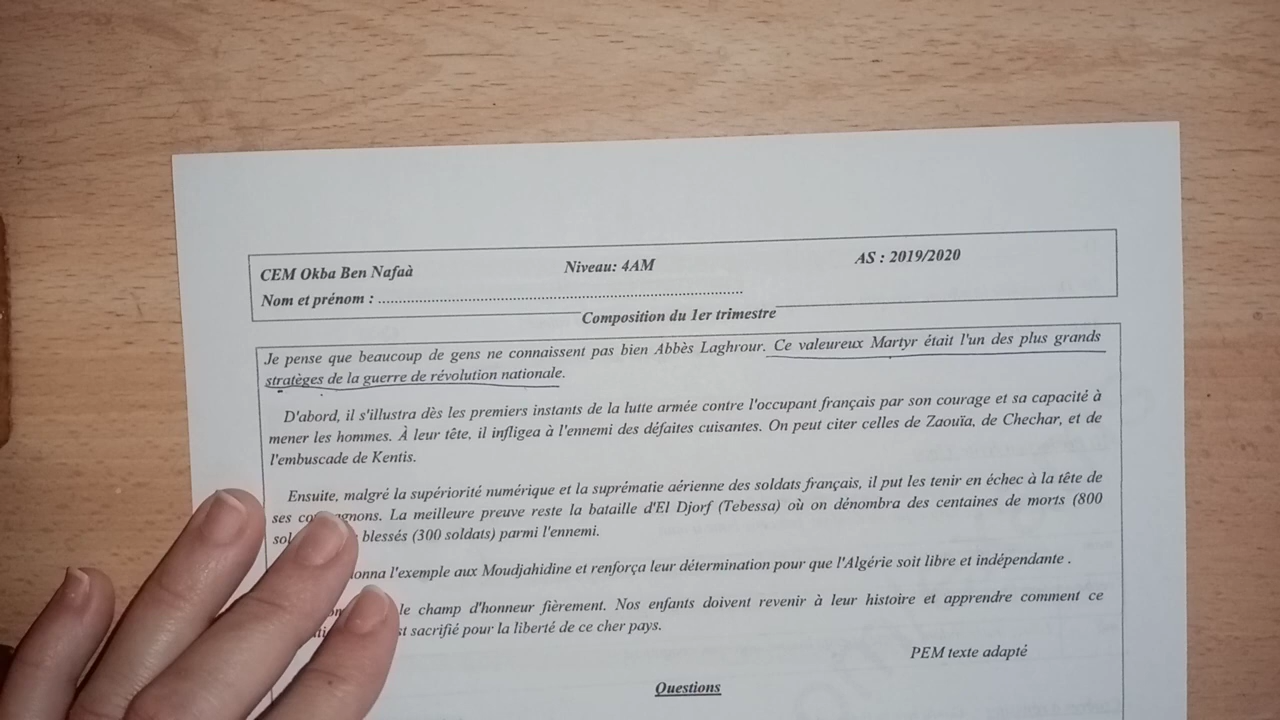 CEM Okba Ben Nafaà Niveau: 4AM AS : 2019/2020
Nom et prénom : ..............................................................................................
Composition du 1er trimestre
Je pense que beaucoup de gens ne connaissent pas bien Abbès Laghrour. Ce valeureux Martyr était l'un des plus grands
stratèges de la guerre de révolution nationale.
D'abord, il s'illustra dès les premiers instants de la lutte armée contre l'occupant français par son courage et sa capacité à
mener les hommes. À leur tête, il infligea à l'ennemi des défaites cuisantes. On peut citer celles de Zaouïa, de Chechar, et de
l'embuscade de Kentis.
Ensuite, malgré la supériorité numérique et la suprématie aérienne des soldats français, il put les tenir en échec à la tête de
ses La meilleure preuve reste la bataille d'El Djorf (Tebessa) où on dénombra des centaines de morts (800
blessés (300 soldats) parmi l'ennemi.
l'exemple aux Moudjahidine et renforça leur détermination pour que l'Algérie soit libre et indépendante .
le champ d'honneur fièrement. Nos enfants doivent revenir à leur histoire et apprendre comment ce
sacrifié pour la liberté de ce cher pays.
PEM texte adapté
Questions